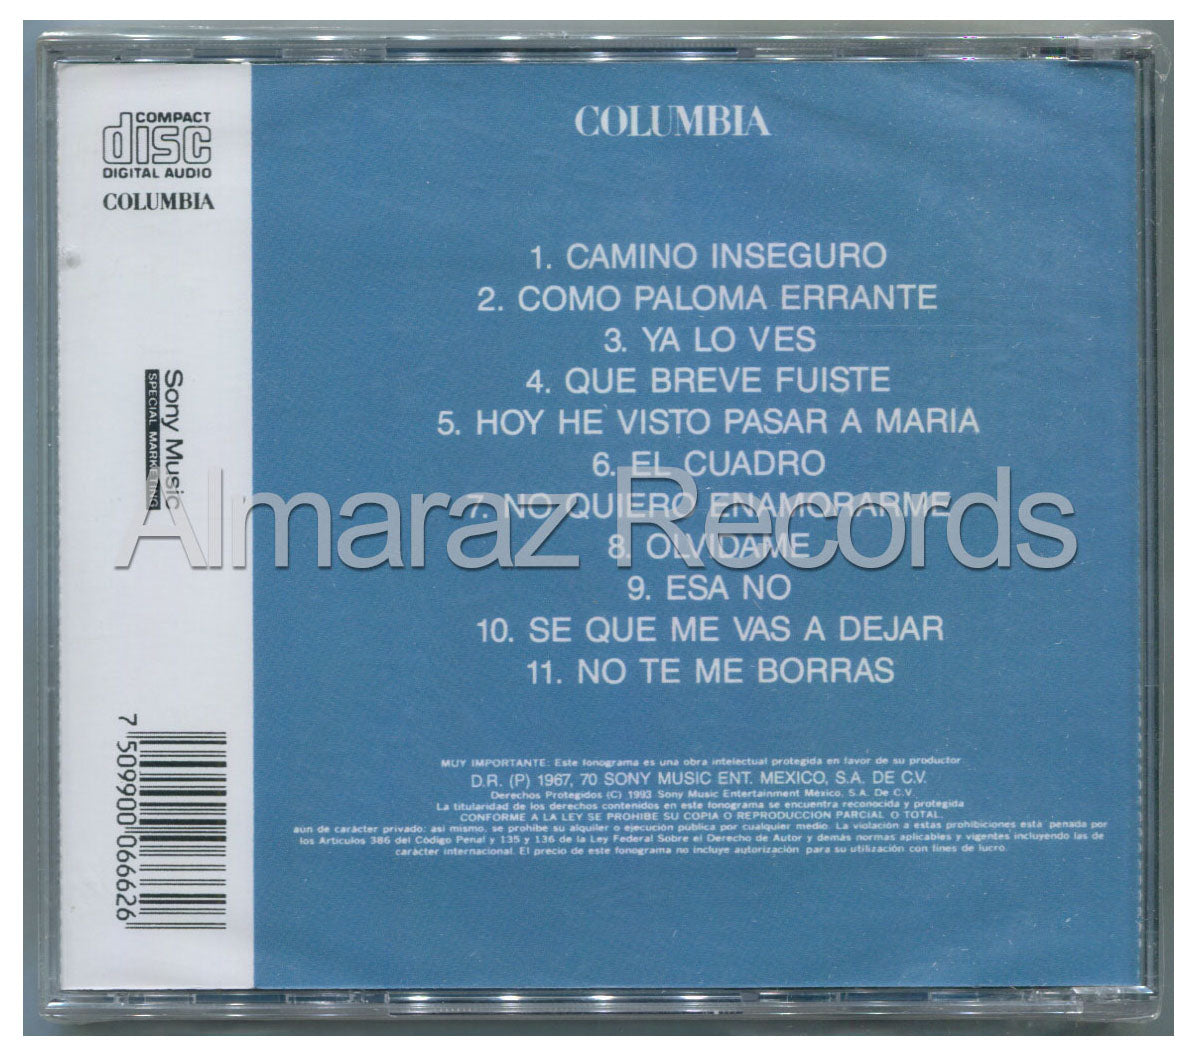 COMPACT
disc
DIGITAL AUDIO
COLUMBIA
Sony Music
SPECIAL MARKETING
7 509900 066626
COLUMBIA
1. CAMINO INSEGURO
2. COMO PALOMA ERRANTE
3. YA LO VES
4. QUE BREVE FUISTE
5. HOY HE VISTO PASAR A MARIA
6. EL CUADRO
7. NO QUIERO ENAMORARME
8. OLVIDAME
9. ESA NO
10. SE QUE ME VAS A DEJAR
11. NO TE ME BORRAS
Almaraz Records
MUY IMPORTANTE: Este fonograma es una obra intelectual protegida en favor de su productor
D.R. (P) 1967, 70 SONY MUSIC ENT. MEXICO, S.A. DE C.V.
Derechos Protegidos (C) 1993 Sony Music Entertainment México, S.A. De C.V.
La titularidad de los derechos contenidos en este fonograma se encuentra reconocida y protegida
CONFORME A LA LEY SE PROHIBE SU COPIA O REPRODUCCION PARCIAL O TOTAL,
aun de carácter privado: así mismo, se prohibe su alquiler o ejecución publica por cualquier medio. La violación a estas prohibiciones está penada por
los Artículos 386 del Código Penal y 135 y 136 de la Ley Federal Sobre el Derecho de Autor y demás normas aplicables y vigentes incluyendo las de
carácter internacional. El precio de este fonograma no incluye autorización para su utilización con fines de lucro.